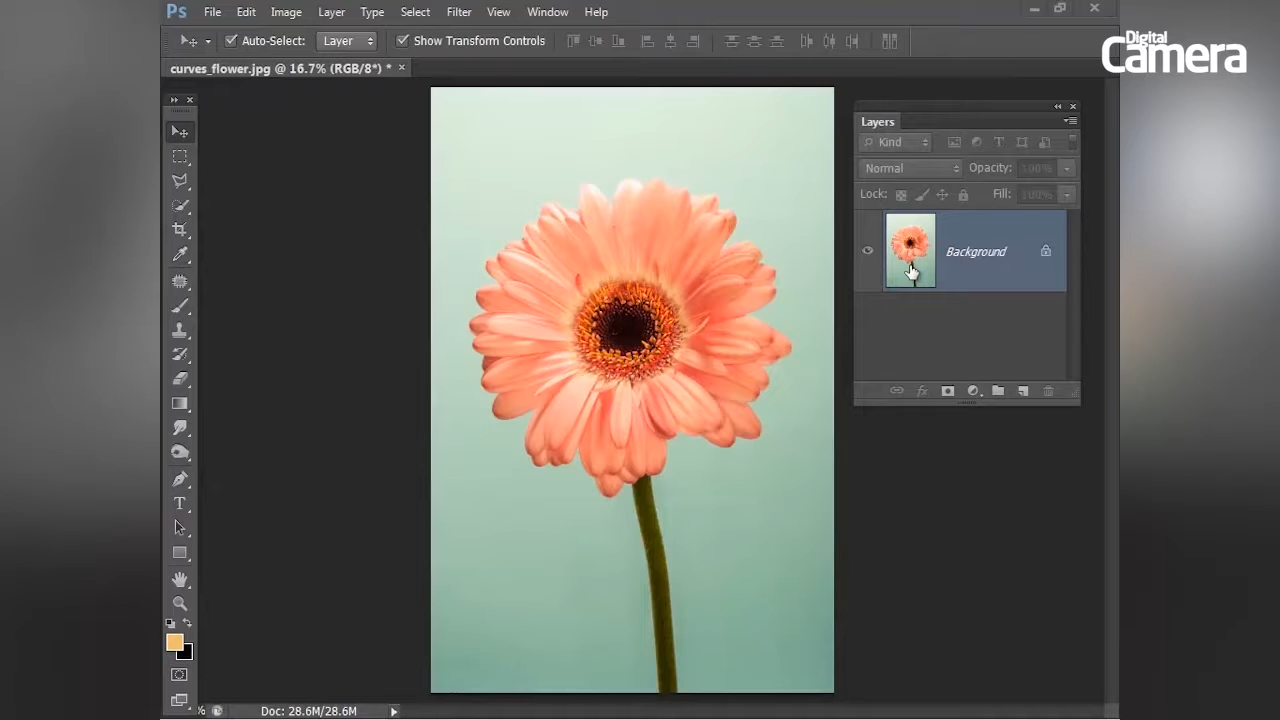 Ps File Edit Image Layer Type Select Filter View Window Help
Auto-Select: Layer Show Transform Controls
Digital Camera
curves_flower.jpg @ 16.7% (RGB/8*) * ×
Layers
Kind
Normal Opacity: 100%
Lock: Fill: 100%
Background
fx
T
% Doc: 28.6M/28.6M